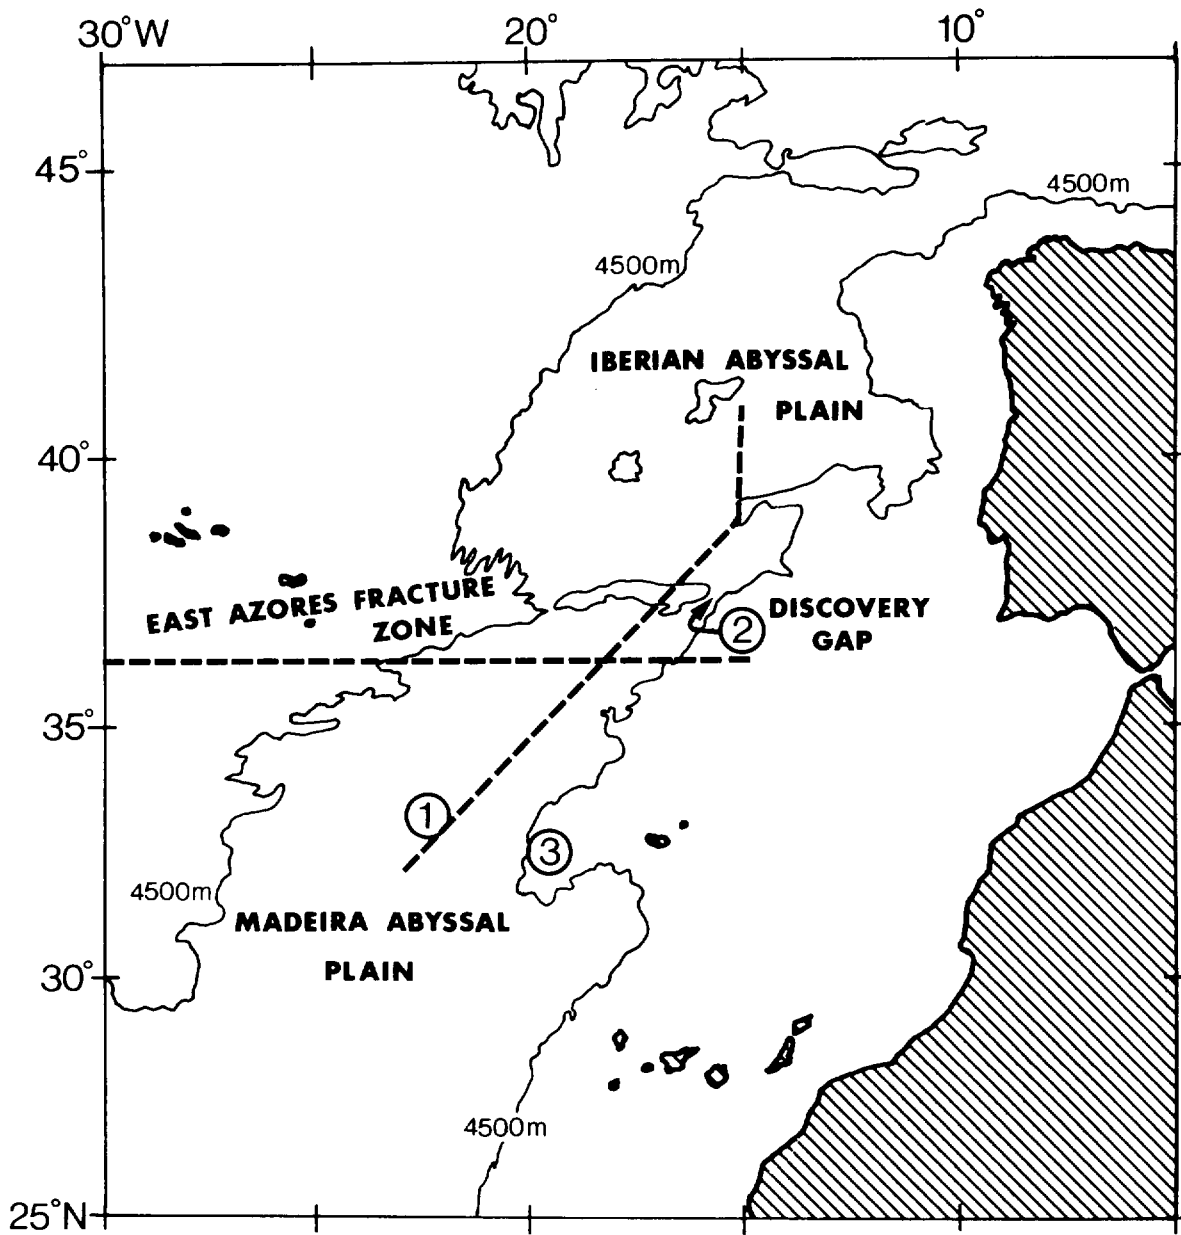 30°W
20°
10°
45°
4500m
4500m
IBERIAN ABYSSAL
PLAIN
40°
EAST AZORES FRACTURE
ZONE
DISCOVERY
GAP
2
35°
1
3
4500m
MADEIRA ABYSSAL
PLAIN
30°
4500m
25°N